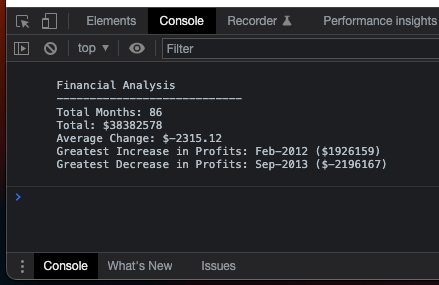 Elements Console Recorder Performance insights
top Filter
Financial Analysis
----------------------------
Total Months: 86
Total: $38382578
Average Change: $-2315.12
Greatest Increase in Profits: Feb-2012 ($1926159)
Greatest Decrease in Profits: Sep-2013 ($-2196167)
>
Console What's New Issues